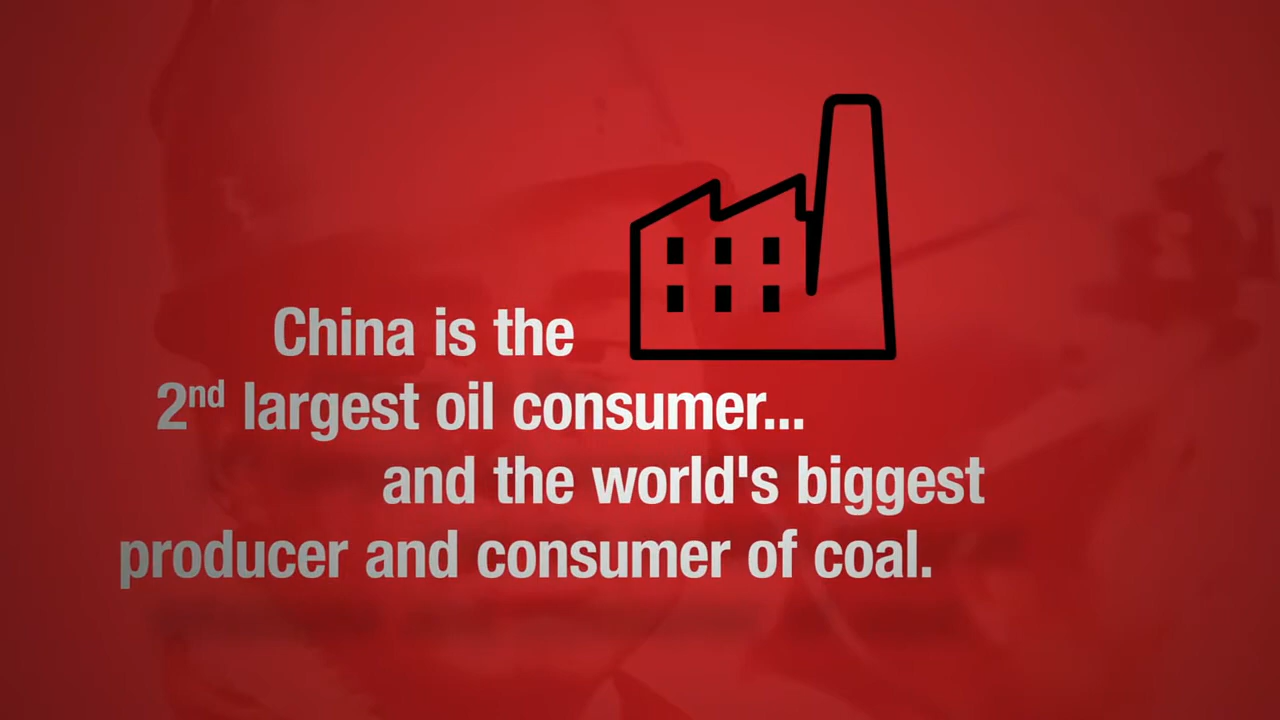 China is the
2nd largest oil consumer...
and the world's biggest
producer and consumer of coal.